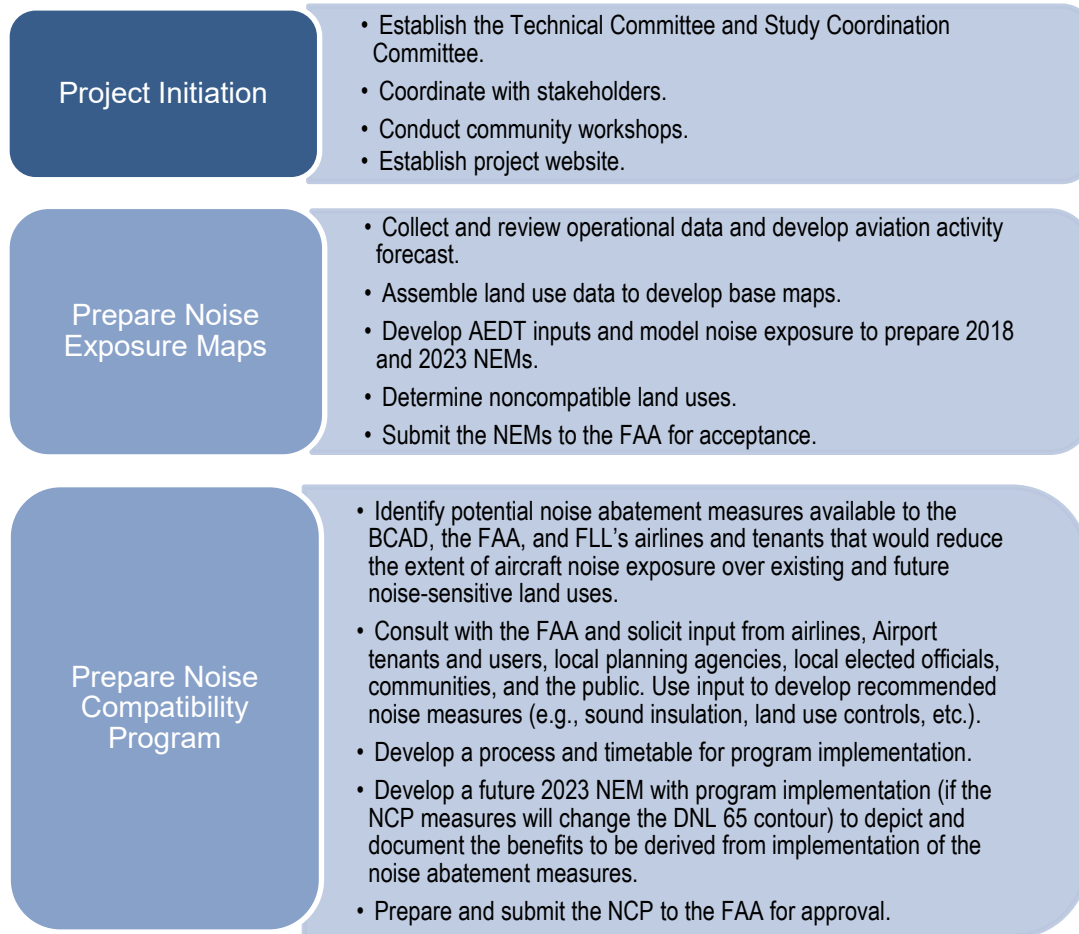 Project Initiation
• Establish the Technical Committee and Study Coordination
Committee.
• Coordinate with stakeholders.
• Conduct community workshops.
• Establish project website.
Prepare Noise
Exposure Maps
• Collect and review operational data and develop aviation activity
forecast.
• Assemble land use data to develop base maps.
• Develop AEDT inputs and model noise exposure to prepare 2018
and 2023 NEMs.
• Determine noncompatible land uses.
• Submit the NEMs to the FAA for acceptance.
Prepare Noise
Compatibility
Program
• Identify potential noise abatement measures available to the
BCAD, the FAA, and FLL's airlines and tenants that would reduce
the extent of aircraft noise exposure over existing and future
noise-sensitive land uses.
• Consult with the FAA and solicit input from airlines, Airport
tenants and users, local planning agencies, local elected officials,
communities, and the public. Use input to develop recommended
noise measures (e.g., sound insulation, land use controls, etc.).
• Develop a process and timetable for program implementation.
• Develop a future 2023 NEM with program implementation (if the
NCP measures will change the DNL 65 contour) to depict and
document the benefits to be derived from implementation of the
noise abatement measures.
• Prepare and submit the NCP to the FAA for approval.